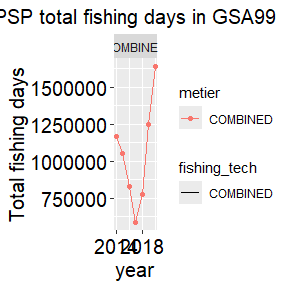 PSP total fishing days in GSA99
COMBINE
Total fishing days
1500000
1250000
1000000
750000
2014
2018
year
metier
COMBINED
fishing_tech
COMBINED